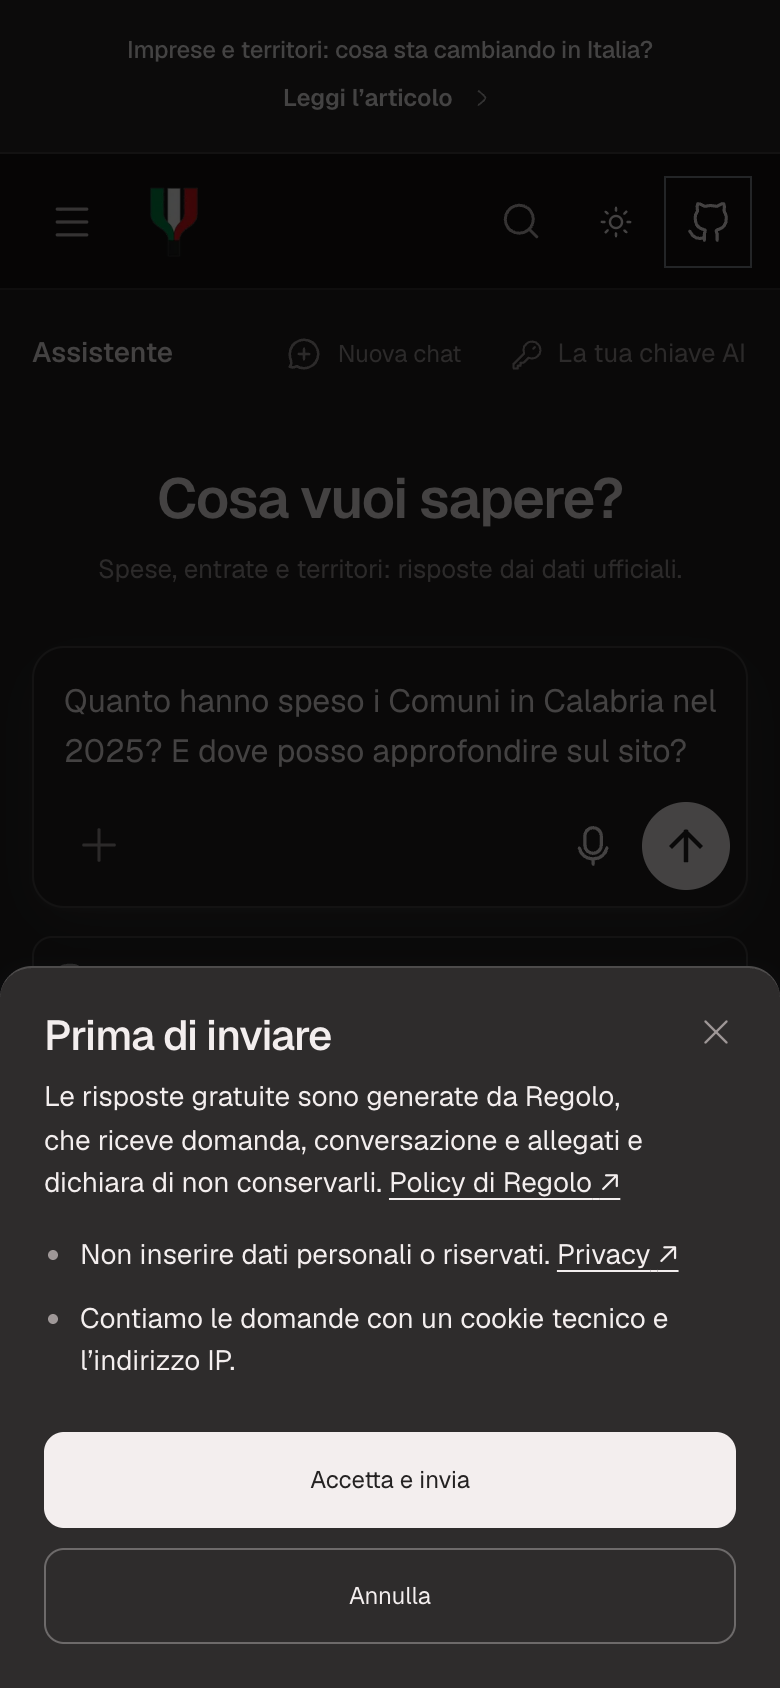 Imprese e territori: cosa sta cambiando in Italia?
Leggi l’articolo
Assistente
Nuova chat
La tua chiave AI
Cosa vuoi sapere?
Spese, entrate e territori: risposte dai dati ufficiali.
Quanto hanno speso i Comuni in Calabria nel
2025? E dove posso approfondire sul sito?
Prima di inviare
Le risposte gratuite sono generate da Regolo,
che riceve domanda, conversazione e allegati e
dichiara di non conservarli. Policy di Regolo ↗
Non inserire dati personali o riservati. Privacy ↗
Contiamo le domande con un cookie tecnico e
l’indirizzo IP.
Accetta e invia
Annulla